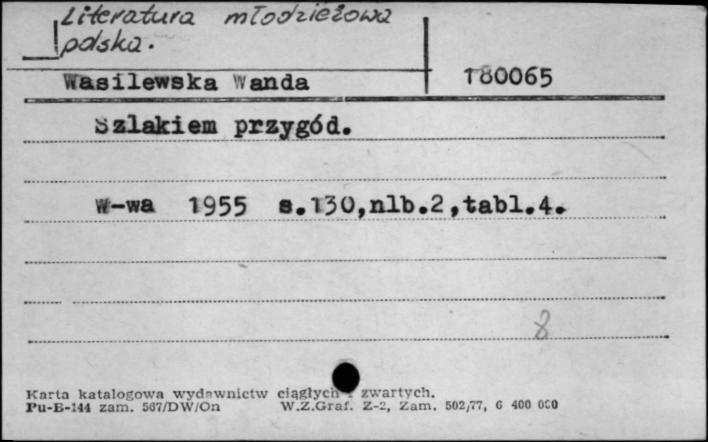 Literatura młodzieżowa
polska.
Wasilewska Wanda 180065
Szlakiem przygód.
W-wa 1955 s.130,nlb.2,tabl.4.
8
Karta katalogowa wydawnictw ciągłych i zwartych.
Pu-B-144 zam. 567/DW/On W.Z.Graf. Z-2, Zam. 502/77, 6 400 000